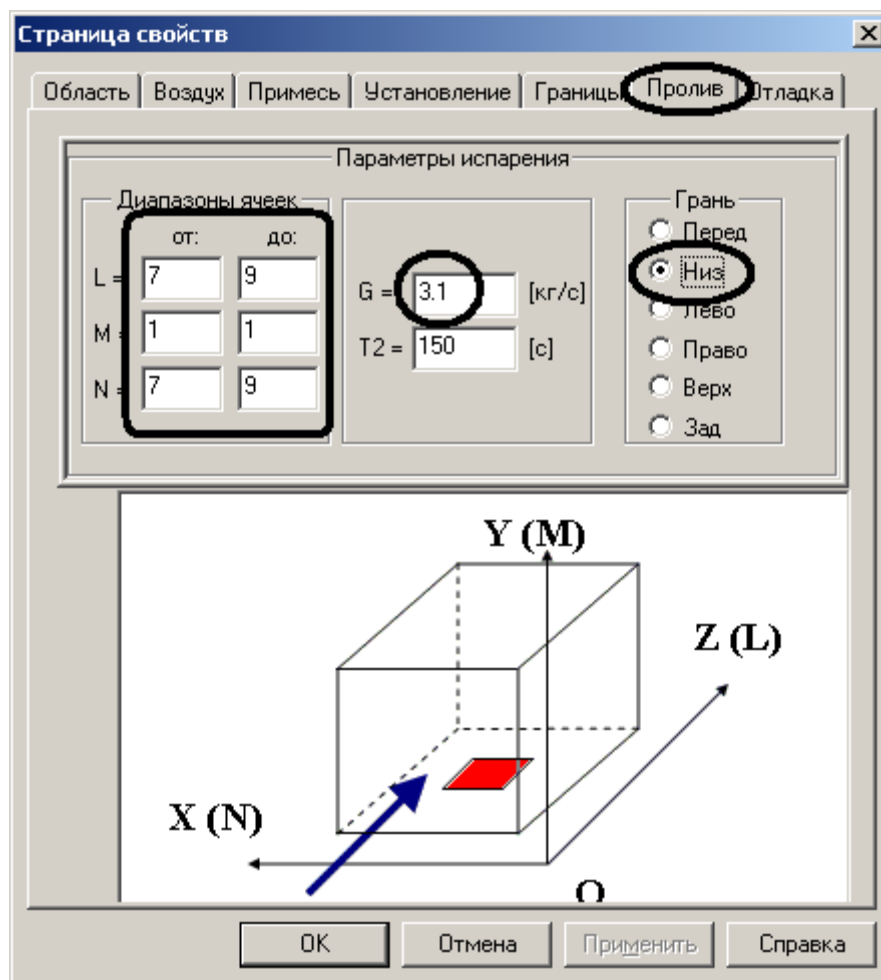 Страница свойств
Область Воздух Примесь Установление Границы Пролив Отладка
Параметры испарения
Диапазоны ячеек
от: до:
L = 7 9
M = 1 1
N = 7 9
G = 3.1 [кг/с]
T2 = 150 [с]
Грань
Перед
Низ
Лево
Право
Верх
Зад
Y (M)
Z (L)
X (N)
O
OK Отмена Применить Справка